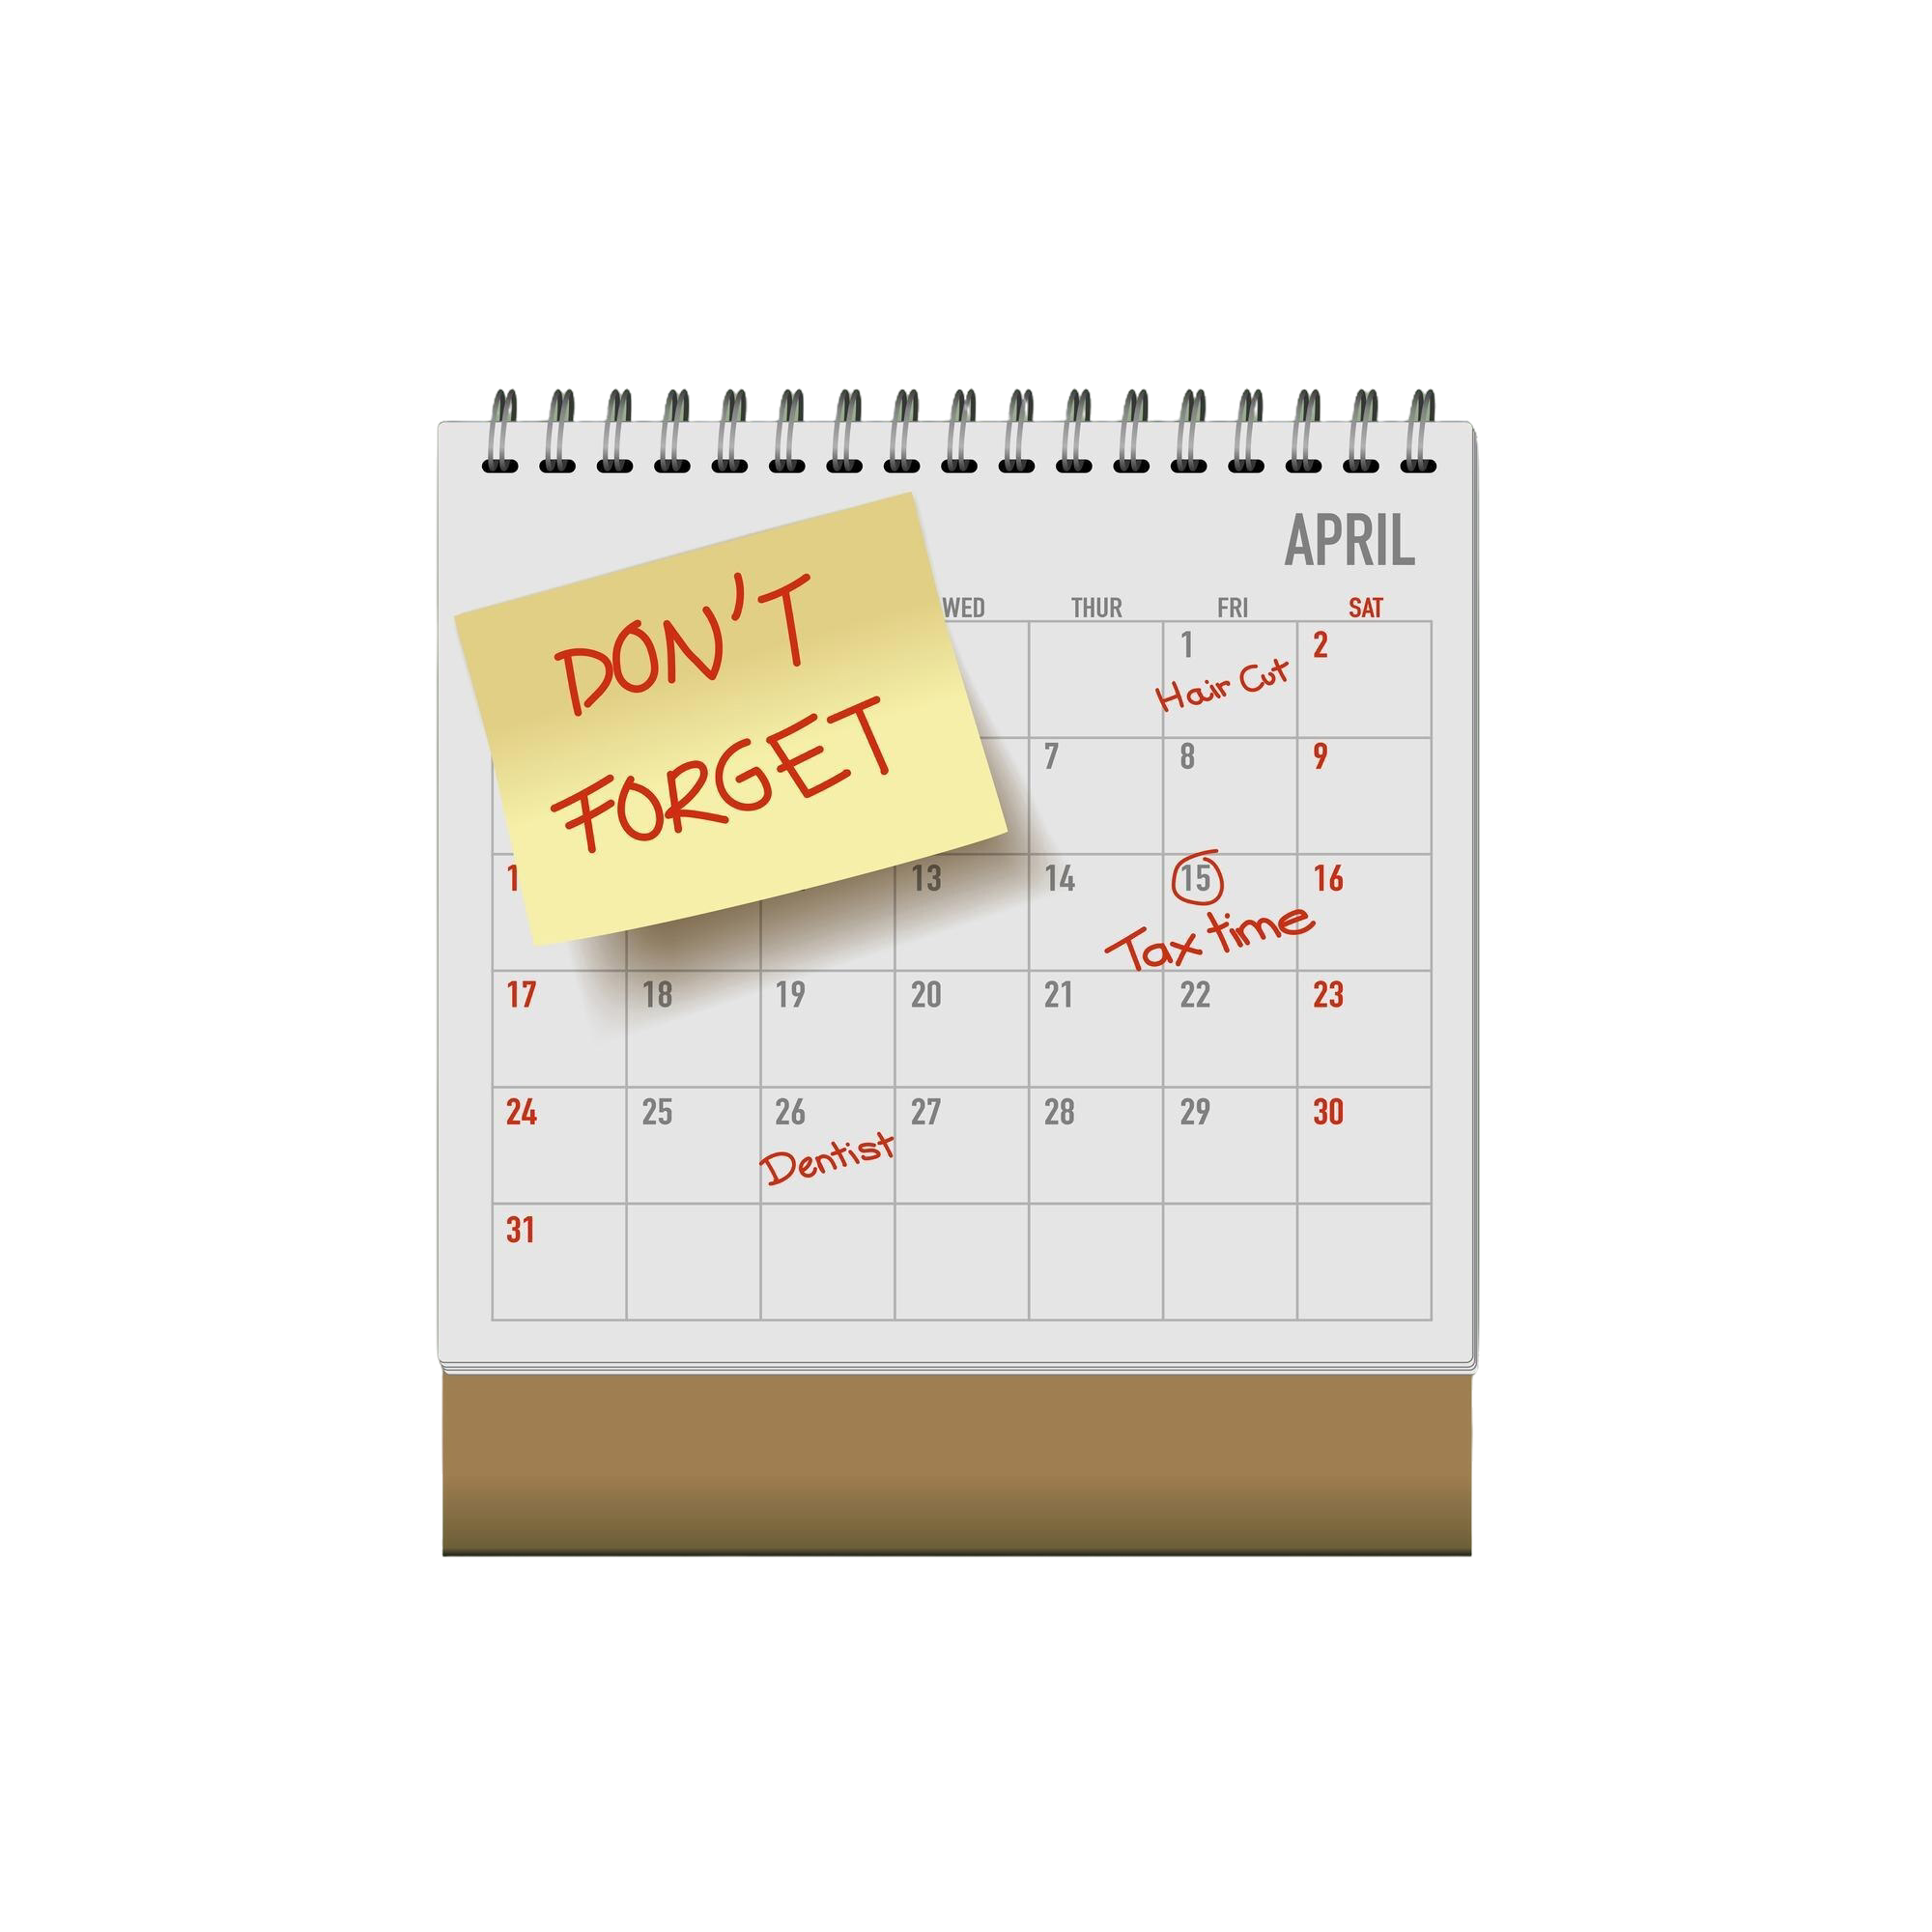 APRIL
DON'T
FORGET
WED THUR FRI SAT
1 2
Hair Cut
7 8 9
13 14 15 16
Tax time
17 18 19 20 21 22 23
24 25 26 27 28 29 30
Dentist
31